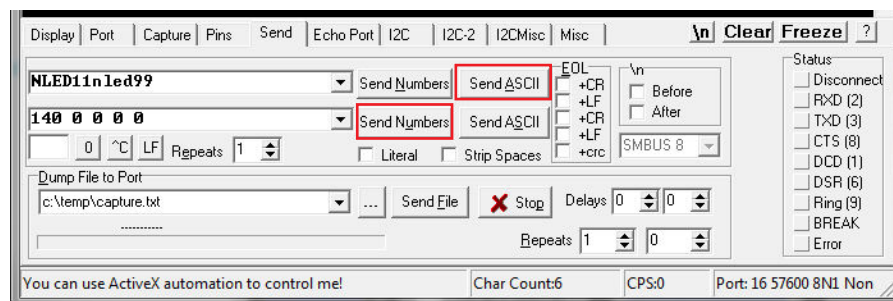 Display Port Capture Pins Send Echo Port I2C I2C-2 I2CMisc Misc \n Clear Freeze ?
NLED11nled99 Send Numbers Send ASCII
140 0 0 0 0 Send Numbers Send ASCII
0 ^C LF Repeats 1 Literal Strip Spaces
EOL
+CR
+LF
+CR
+LF
+crc
\n
Before
After
SMBUS 8
Dump File to Port
c:\temp\capture.txt ... Send File Stop Delays 0 0
Repeats 1 0
Status
Disconnect
RXD (2)
TXD (3)
CTS (8)
DCD (1)
DSR (6)
Ring (9)
BREAK
Error
You can use ActiveX automation to control me! Char Count:6 CPS:0 Port: 16 57600 8N1 Non